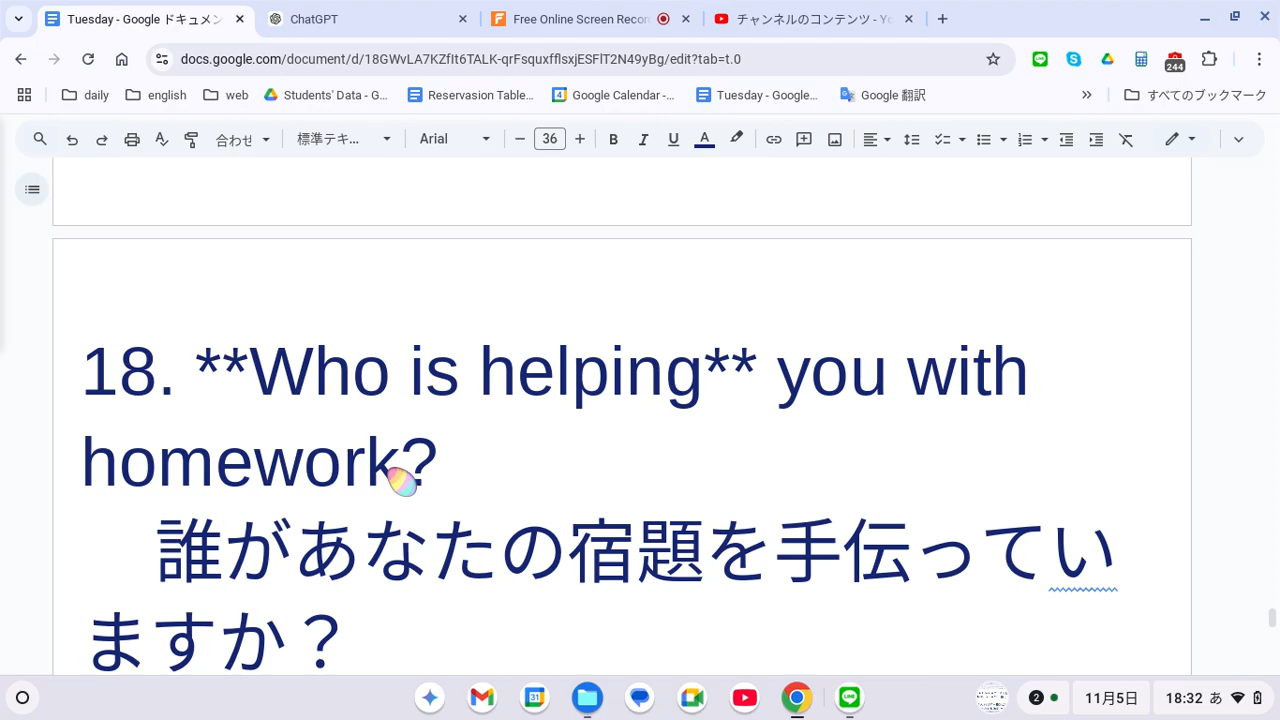 Tuesday - Google ドキュメン
ChatGPT
Free Online Screen Recor
チャンネルのコンテンツ - Yo
docs.google.com/document/d/18GWvLA7KZfIt6TALK-qrFsquxfflsxjESFlT2N49yBg/edit?tab=t.0
244
daily
english
web
Students' Data - G...
Reservasion Table...
Google Calendar -...
Tuesday - Google...
Google 翻訳
すべてのブックマーク
合わせ
標準テキ...
Arial
36
18. **Who is helping** you with
homework?
誰があなたの宿題を手伝ってい
ますか？
31
2
11月5日
18:32 あ